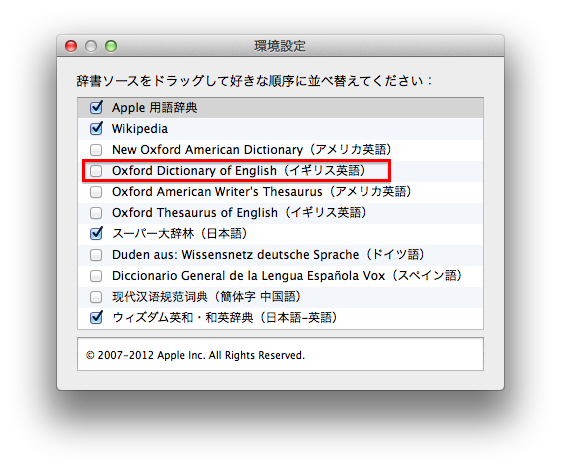 環境設定
辞書ソースをドラッグして好きな順序に並べ替えてください：
Apple 用語辞典
Wikipedia
New Oxford American Dictionary（アメリカ英語）
Oxford Dictionary of English（イギリス英語）
Oxford American Writer's Thesaurus（アメリカ英語）
Oxford Thesaurus of English（イギリス英語）
スーパー大辞林（日本語）
Duden aus: Wissensnetz deutsche Sprache（ドイツ語）
Diccionario General de la Lengua Española Vox（スペイン語）
现代汉语规范词典（簡体字 中国語）
ウィズダム英和・和英辞典（日本語-英語）
© 2007-2012 Apple Inc. All Rights Reserved.